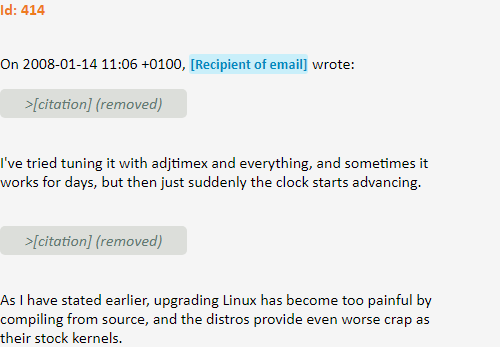 Id: 414
On 2008-01-14 11:06 +0100, [Recipient of email] wrote:
>[citation] (removed)
I've tried tuning it with adjtimex and everything, and sometimes it
works for days, but then just suddenly the clock starts advancing.
>[citation] (removed)
As I have stated earlier, upgrading Linux has become too painful by
compiling from source, and the distros provide even worse crap as
their stock kernels.